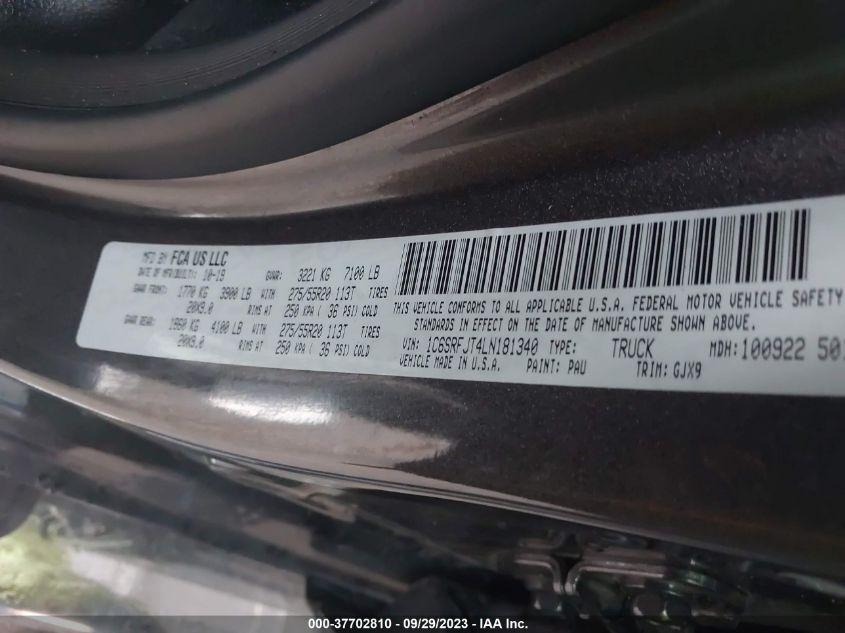 MFD BY FCA US LLC
DATE OF MFR/BUILT: 10-19 GVWR: 3221 KG 7100 LB
GAWR FRONT: 1770 KG 3900 LB WITH 275/55R20 113T TIRES
20X9.0 RIMS AT 250 KPA ( 36 PSI) COLD
GAWR REAR: 1860 KG 4100 LB WITH 275/55R20 113T TIRES
20X9.0 RIMS AT 250 KPA ( 36 PSI) COLD
THIS VEHICLE CONFORMS TO ALL APPLICABLE U.S.A. FEDERAL MOTOR VEHICLE SAFETY
STANDARDS IN EFFECT ON THE DATE OF MANUFACTURE SHOWN ABOVE.
VIN: 1C6SRFJT4LN181340 TYPE: TRUCK MDH: 100922 501
VEHICLE MADE IN U.S.A. PAINT: PAU TRIM: GJX9
000-37702810 / 09/29/2023 / IAA Inc.